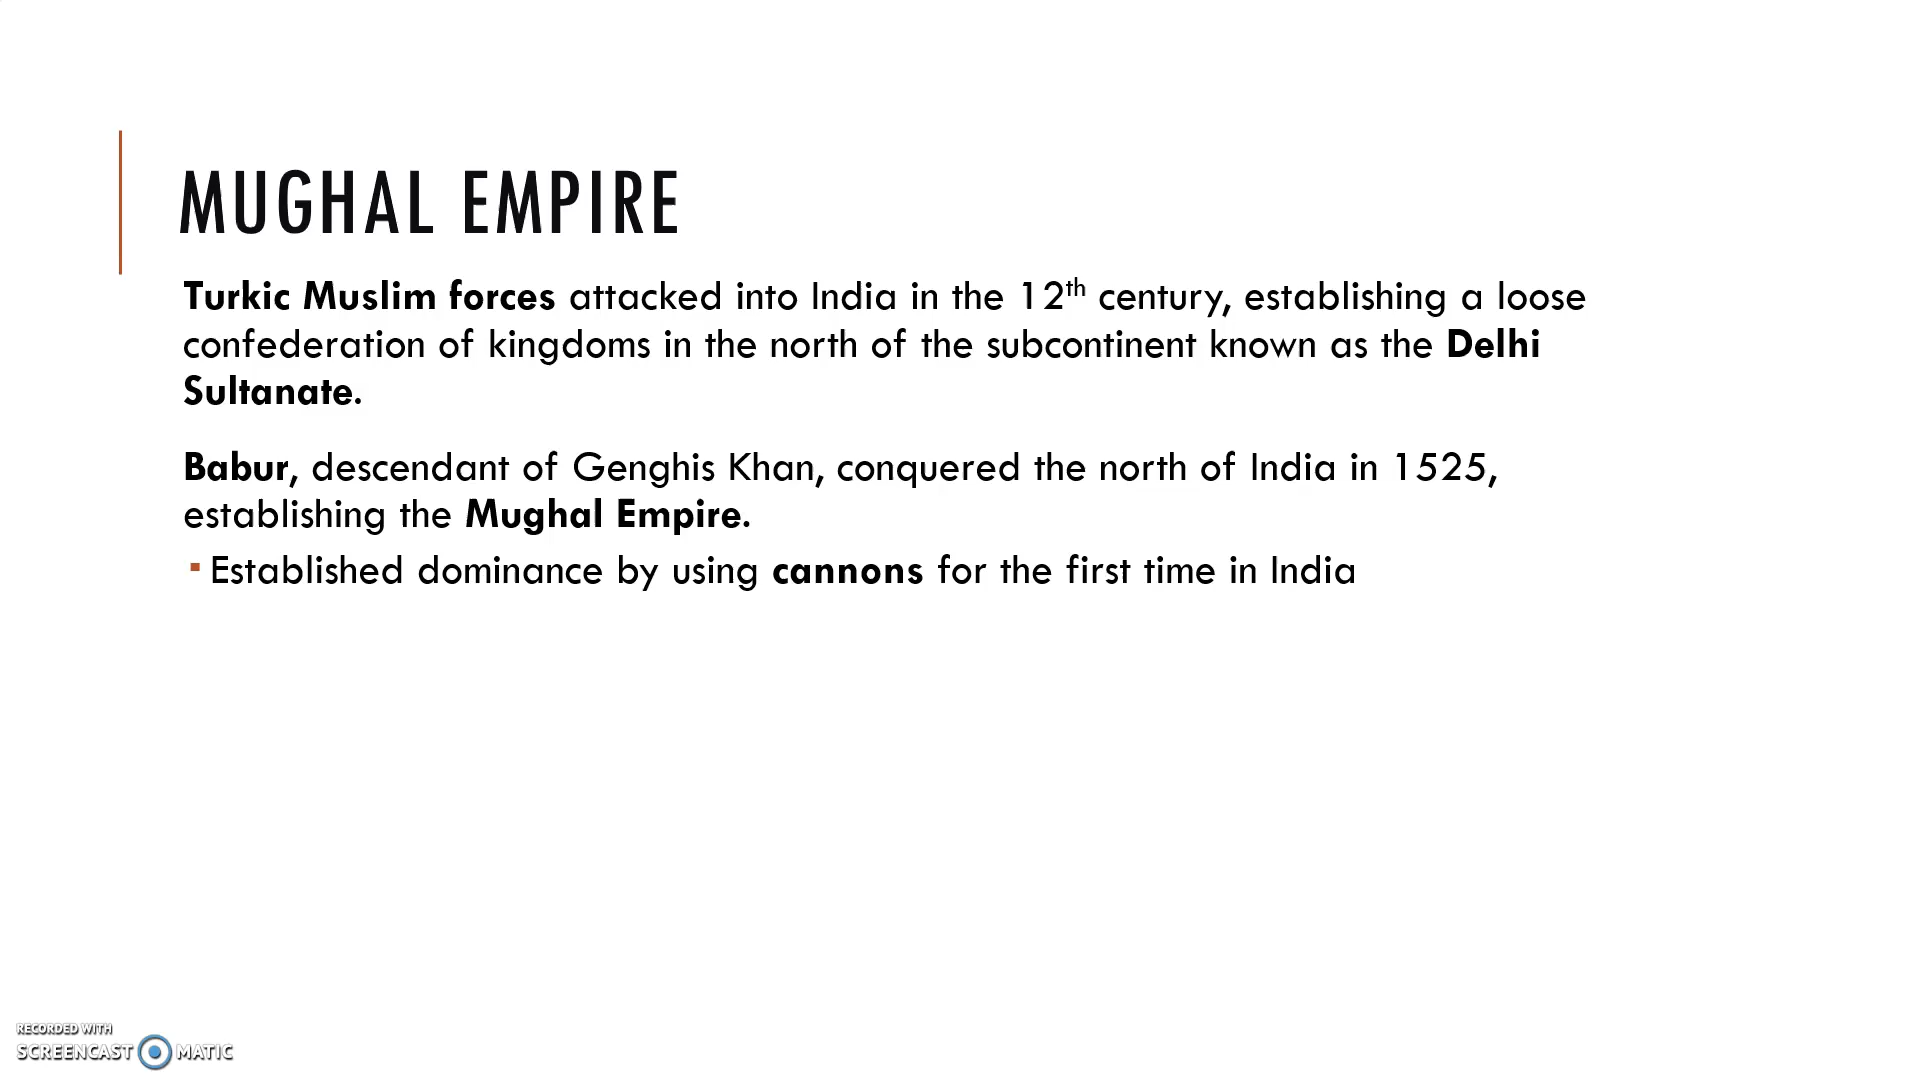 MUGHAL EMPIRE
Turkic Muslim forces attacked into India in the 12th century, establishing a loose
confederation of kingdoms in the north of the subcontinent known as the Delhi
Sultanate.
Babur, descendant of Genghis Khan, conquered the north of India in 1525,
establishing the Mughal Empire.
▪ Established dominance by using cannons for the first time in India
RECORDED WITH
SCREENCAST MATIC